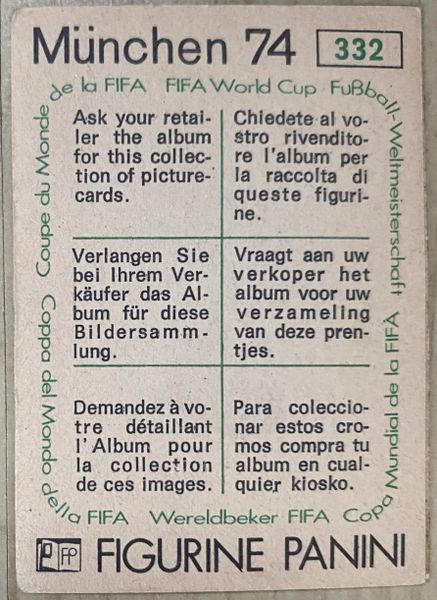 München 74 332
de la FIFA FIFA World Cup Fußball-Weltmeisterschaft
Coupe du Monde
Ask your retai-
ler the album
for this collec-
tion of picture-
cards.
Chiedete al vo-
stro rivendito-
re l'album per
la raccolta di
queste figuri-
ne.
Verlangen Sie
bei Ihrem Ver-
käufer das Al-
bum für diese
Bildersamm-
lung.
Vraagt aan uw
verkoper het
album voor uw
verzameling
van deze pren-
tjes.
Demandez à vo-
tre détaillant
l'Album pour
la collection
de ces images.
Para coleccio-
nar estos cro-
mos compra tu
album en cual-
quier kiosko.
Coppa del Mondo della FIFA
Wereldbeker FIFA
Copa Mundial de la FIFA
FP FIGURINE PANINI